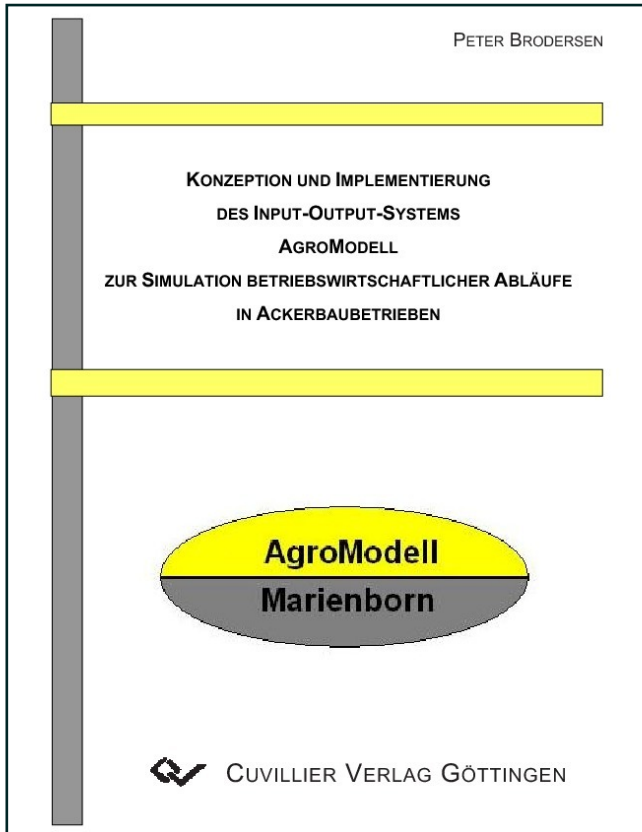 PETER BRODERSEN
KONZEPTION UND IMPLEMENTIERUNG
DES INPUT-OUTPUT-SYSTEMS
AGROMODELL
ZUR SIMULATION BETRIEBSWIRTSCHAFTLICHER ABLÄUFE
IN ACKERBAUBETRIEBEN
AgroModell
Marienborn
CUVILLIER VERLAG GÖTTINGEN